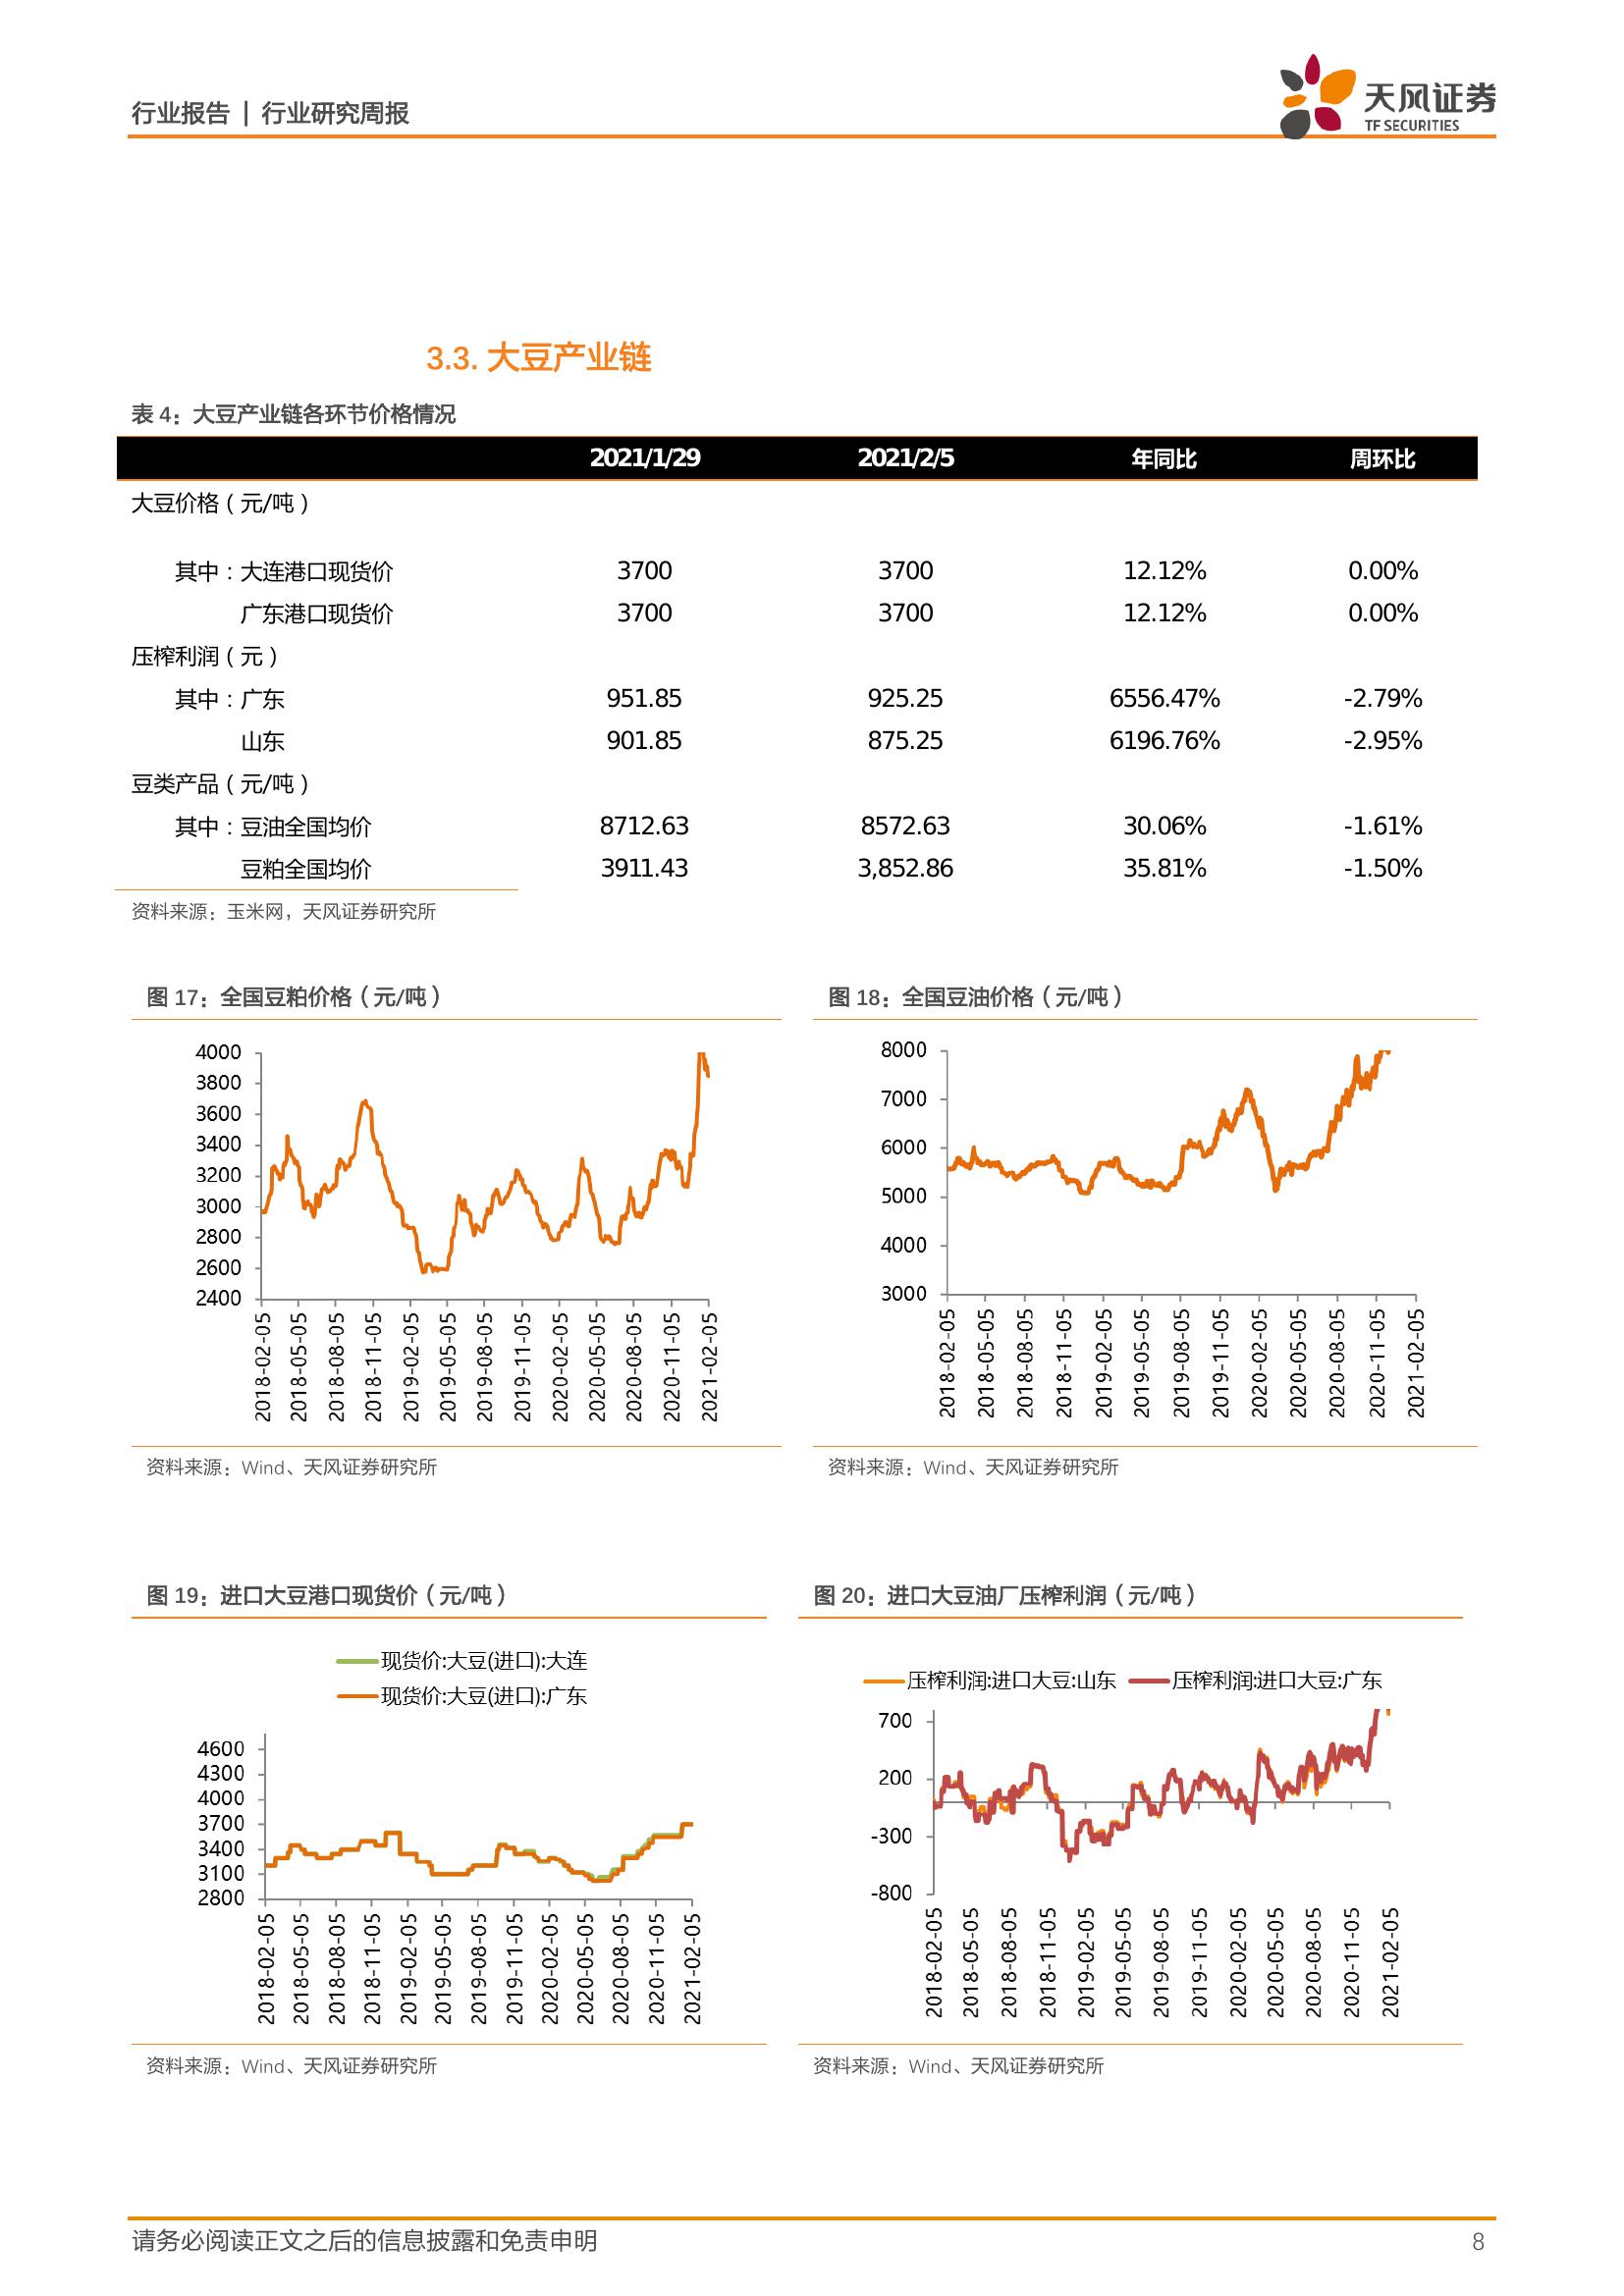 行业报告 | 行业研究周报
天风证券
TF SECURITIES
3.3. 大豆产业链
表 4：大豆产业链各环节价格情况
2021/1/29 2021/2/5 年同比 周环比
大豆价格（元/吨）
其中：大连港口现货价 3700 3700 12.12% 0.00%
广东港口现货价 3700 3700 12.12% 0.00%
压榨利润（元）
其中：广东 951.85 925.25 6556.47% -2.79%
山东 901.85 875.25 6196.76% -2.95%
豆类产品（元/吨）
其中：豆油全国均价 8712.63 8572.63 30.06% -1.61%
豆粕全国均价 3911.43 3,852.86 35.81% -1.50%
资料来源：玉米网，天风证券研究所
图 17：全国豆粕价格（元/吨）
4000
3800
3600
3400
3200
3000
2800
2600
2400
2018-02-05
2018-05-05
2018-08-05
2018-11-05
2019-02-05
2019-05-05
2019-08-05
2019-11-05
2020-02-05
2020-05-05
2020-08-05
2020-11-05
2021-02-05
资料来源：Wind、天风证券研究所
图 18：全国豆油价格（元/吨）
8000
7000
6000
5000
4000
3000
2018-02-05
2018-05-05
2018-08-05
2018-11-05
2019-02-05
2019-05-05
2019-08-05
2019-11-05
2020-02-05
2020-05-05
2020-08-05
2020-11-05
2021-02-05
资料来源：Wind、天风证券研究所
图 19：进口大豆港口现货价（元/吨）
现货价:大豆(进口):大连
现货价:大豆(进口):广东
4600
4300
4000
3700
3400
3100
2800
2018-02-05
2018-05-05
2018-08-05
2018-11-05
2019-02-05
2019-05-05
2019-08-05
2019-11-05
2020-02-05
2020-05-05
2020-08-05
2020-11-05
2021-02-05
资料来源：Wind、天风证券研究所
图 20：进口大豆油厂压榨利润（元/吨）
压榨利润:进口大豆:山东 压榨利润:进口大豆:广东
700
200
-300
-800
2018-02-05
2018-05-05
2018-08-05
2018-11-05
2019-02-05
2019-05-05
2019-08-05
2019-11-05
2020-02-05
2020-05-05
2020-08-05
2020-11-05
2021-02-05
资料来源：Wind、天风证券研究所
请务必阅读正文之后的信息披露和免责申明 8